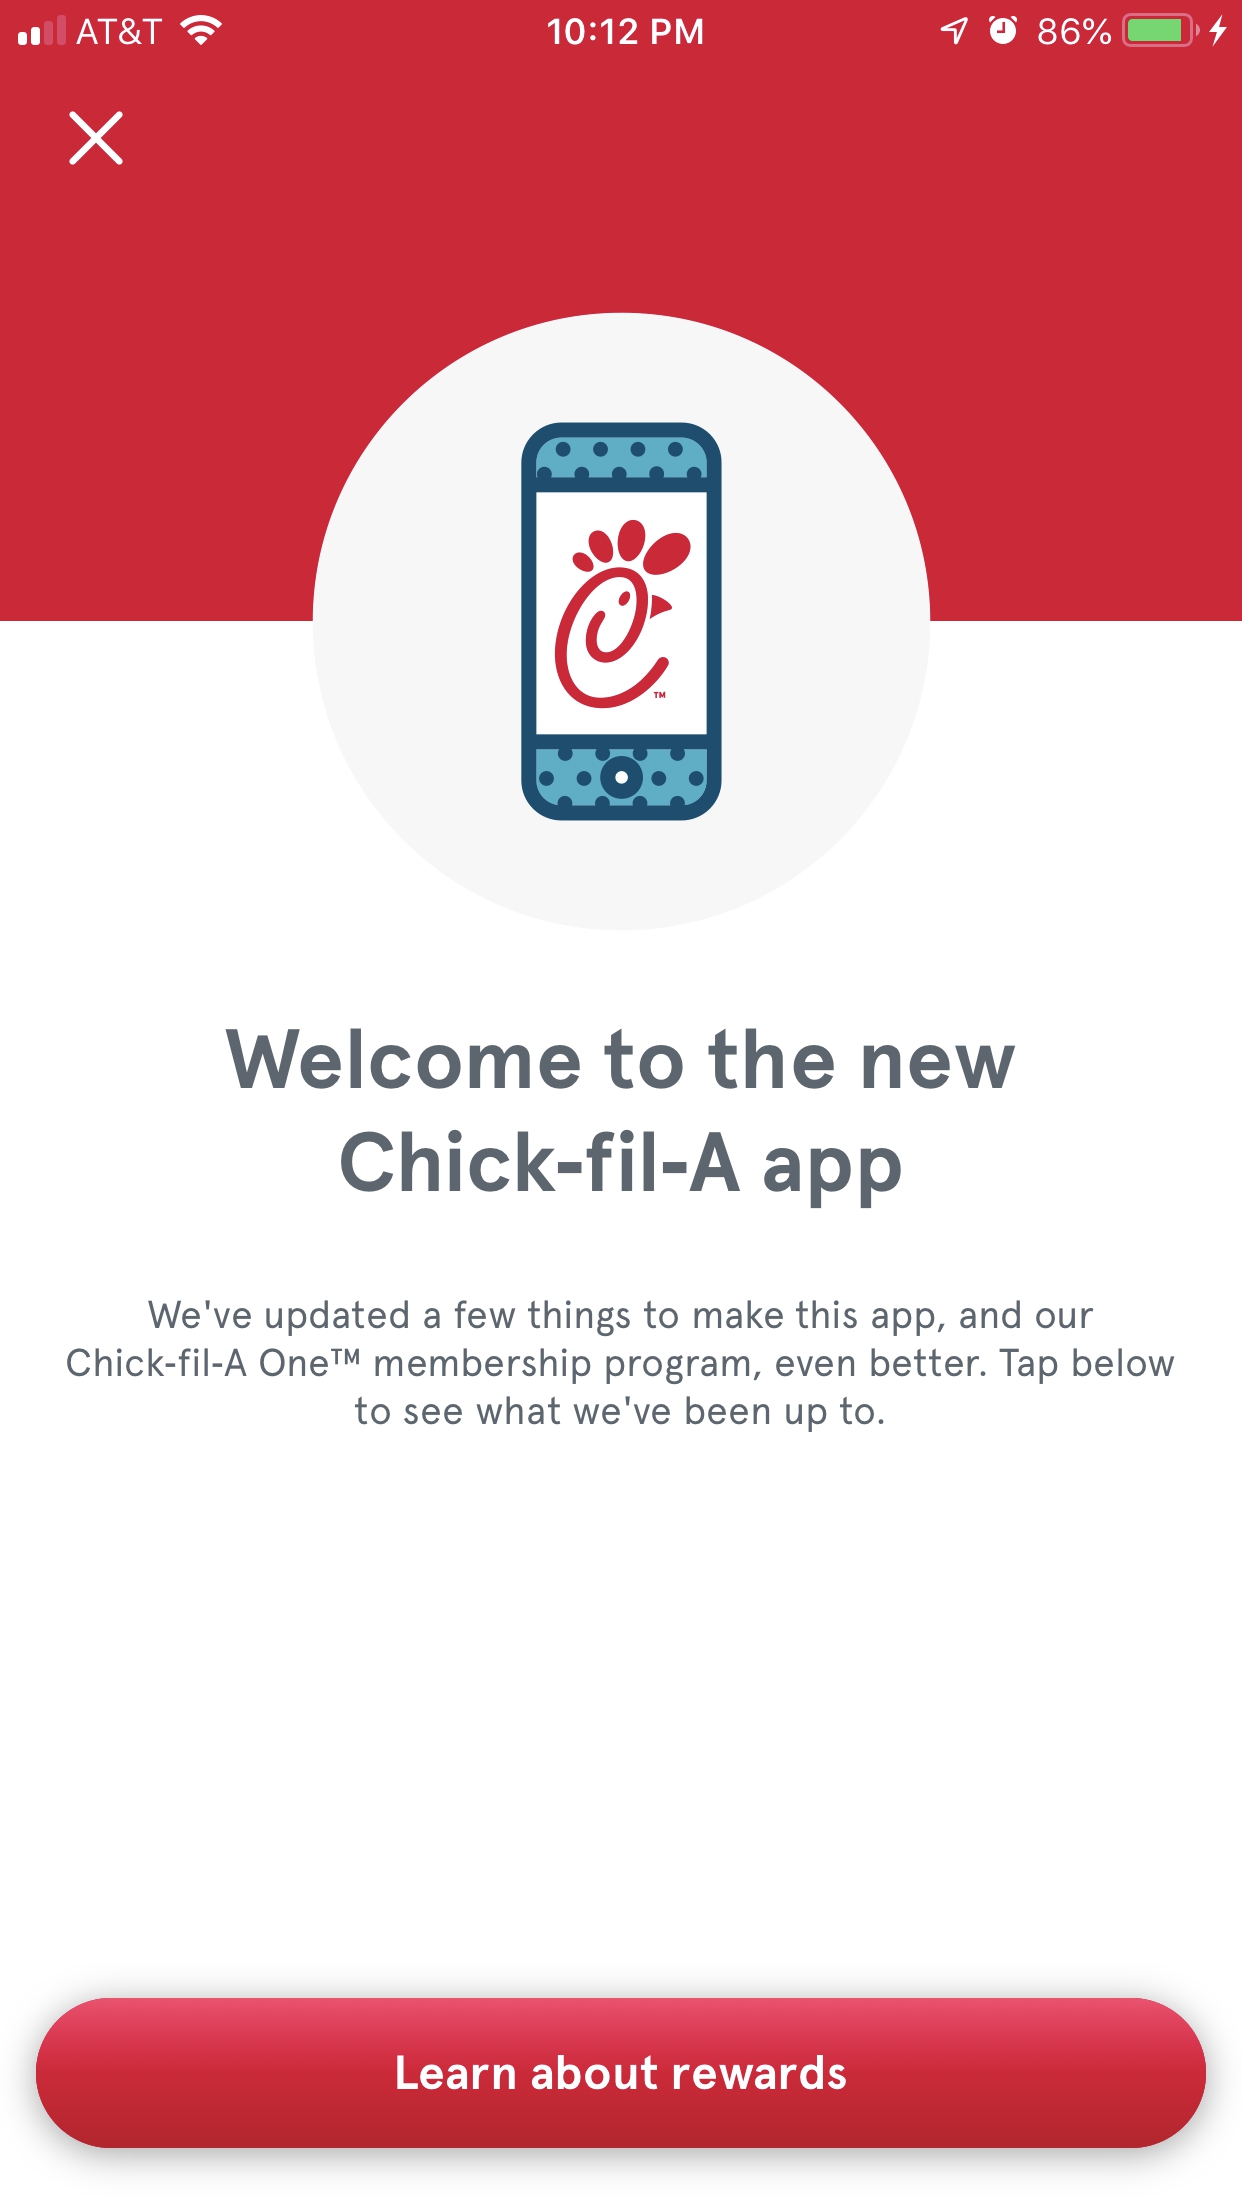 AT&T 10:12 PM 86%
TM
Welcome to the new
Chick-fil-A app
We've updated a few things to make this app, and our
Chick-fil-A One™ membership program, even better. Tap below
to see what we've been up to.
Learn about rewards